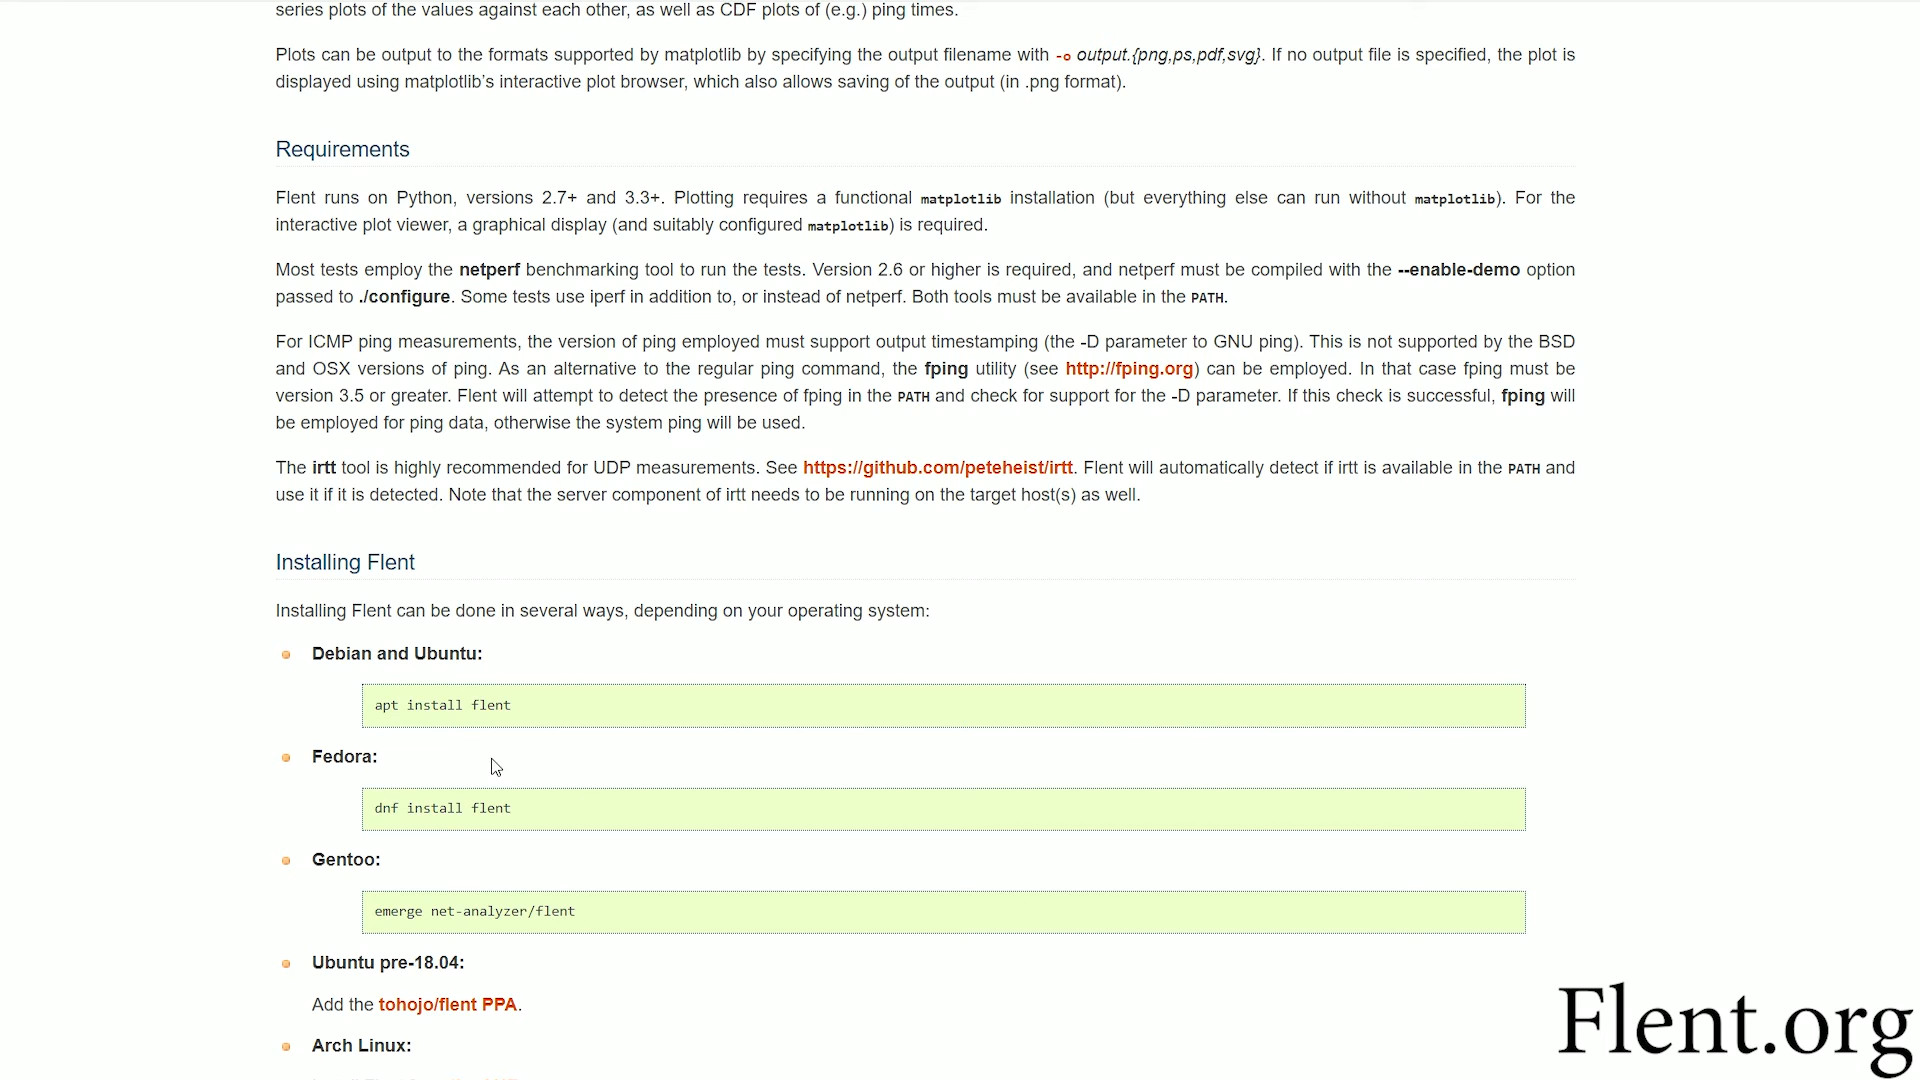 series plots of the values against each other, as well as CDF plots of (e.g.) ping times.
Plots can be output to the formats supported by matplotlib by specifying the output filename with -o output.{png,ps,pdf,svg}. If no output file is specified, the plot is
displayed using matplotlib's interactive plot browser, which also allows saving of the output (in .png format).
Requirements
Flent runs on Python, versions 2.7+ and 3.3+. Plotting requires a functional matplotlib installation (but everything else can run without matplotlib). For the
interactive plot viewer, a graphical display (and suitably configured matplotlib) is required.
Most tests employ the netperf benchmarking tool to run the tests. Version 2.6 or higher is required, and netperf must be compiled with the --enable-demo option
passed to ./configure. Some tests use iperf in addition to, or instead of netperf. Both tools must be available in the PATH.
For ICMP ping measurements, the version of ping employed must support output timestamping (the -D parameter to GNU ping). This is not supported by the BSD
and OSX versions of ping. As an alternative to the regular ping command, the fping utility (see http://fping.org) can be employed. In that case fping must be
version 3.5 or greater. Flent will attempt to detect the presence of fping in the PATH and check for support for the -D parameter. If this check is successful, fping will
be employed for ping data, otherwise the system ping will be used.
The irtt tool is highly recommended for UDP measurements. See https://github.com/peteheist/irtt. Flent will automatically detect if irtt is available in the PATH and
use it if it is detected. Note that the server component of irtt needs to be running on the target host(s) as well.
Installing Flent
Installing Flent can be done in several ways, depending on your operating system:
Debian and Ubuntu:
apt install flent
Fedora:
dnf install flent
Gentoo:
emerge net-analyzer/flent
Ubuntu pre-18.04:
Add the tohojo/flent PPA.
Arch Linux:
Flent.org